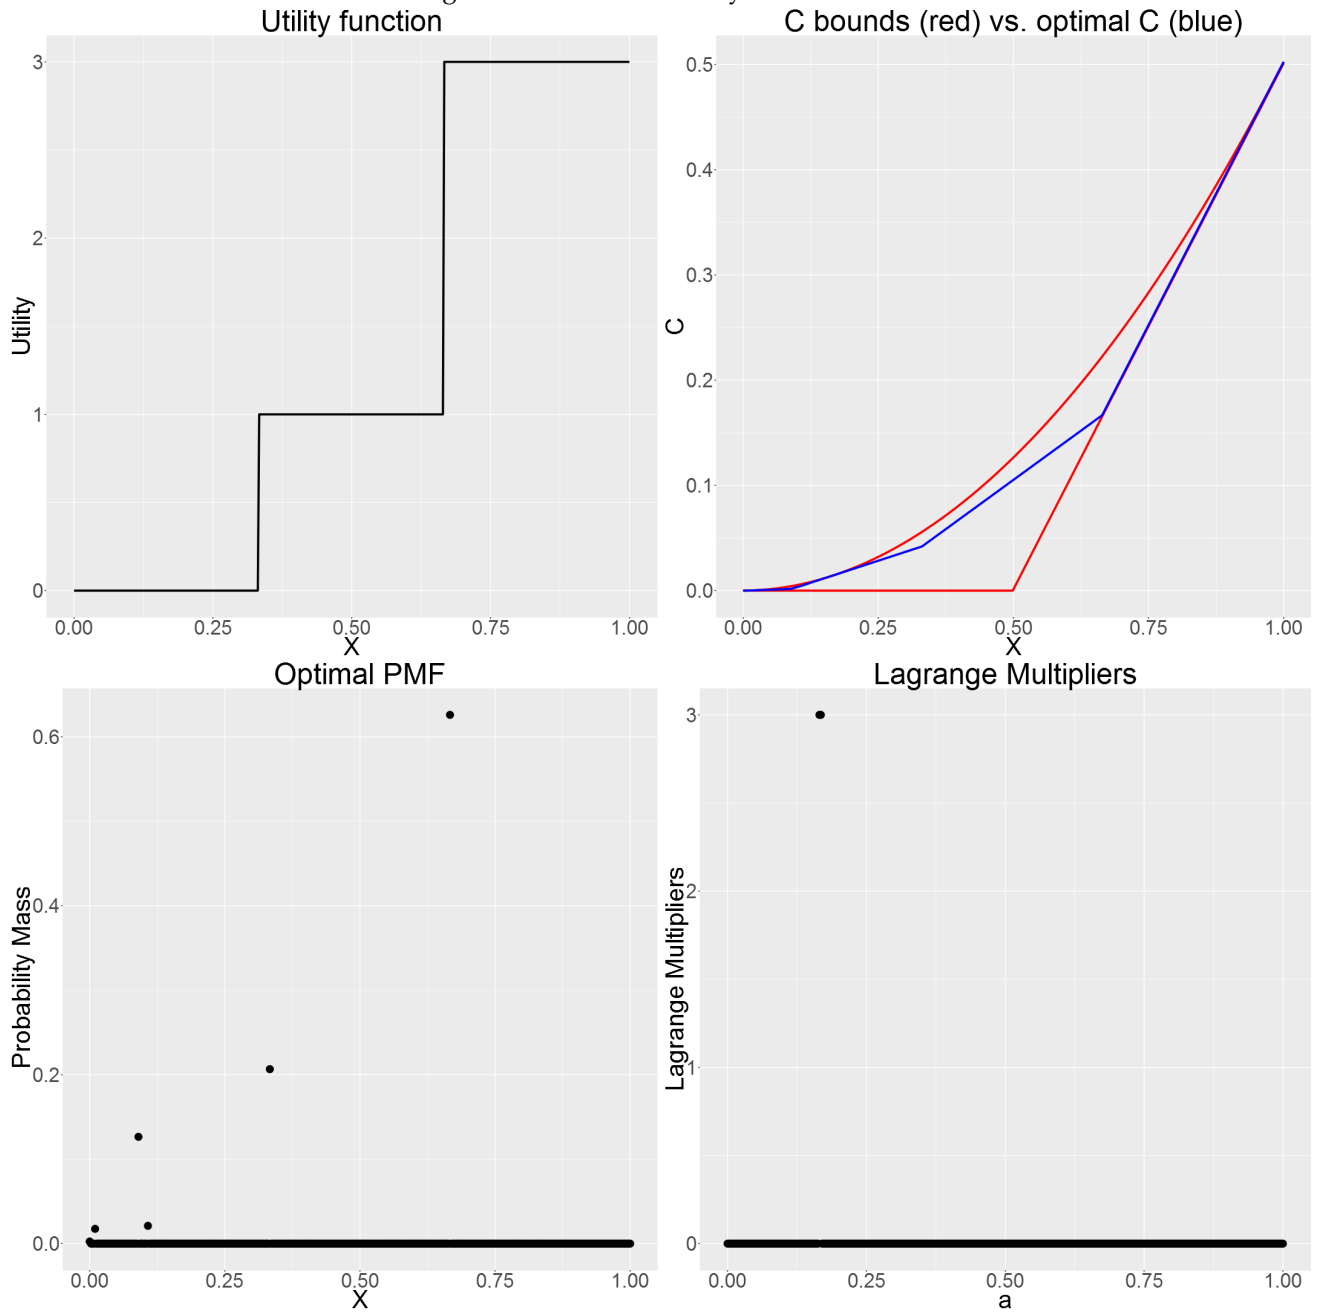 Utility function
3
2
1
0
Utility
0.00 0.25 0.50 0.75 1.00
X
C bounds (red) vs. optimal C (blue)
0.5
0.4
0.3
0.2
0.1
0.0
C
0.00 0.25 0.50 0.75 1.00
X
Optimal PMF
0.6
0.4
0.2
0.0
Probability Mass
0.00 0.25 0.50 0.75 1.00
X
Lagrange Multipliers
3
2
1
0
Lagrange Multipliers
0.00 0.25 0.50 0.75 1.00
a